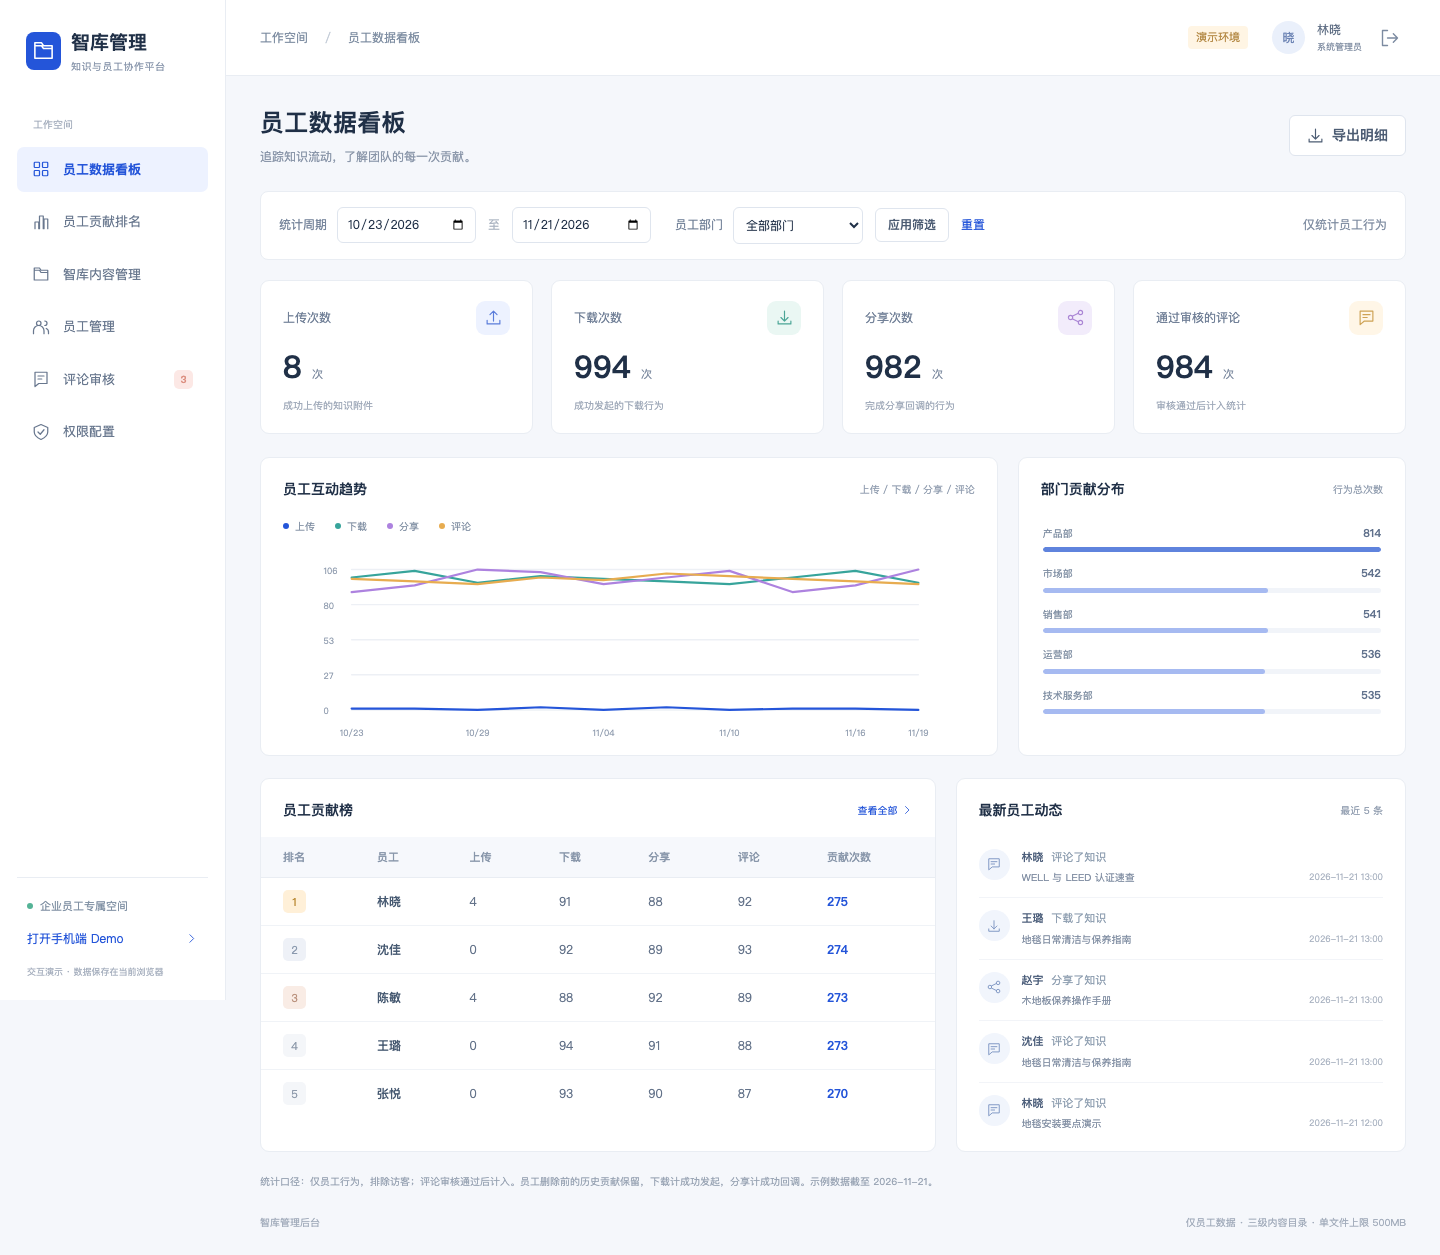 智库管理
知识与员工协作平台
工作空间
员工数据看板
员工贡献排名
智库内容管理
员工管理
评论审核 3
权限配置
企业员工专属空间
打开手机端 Demo
交互演示 · 数据保存在当前浏览器
工作空间 / 员工数据看板
演示环境
晓
林晓
系统管理员
员工数据看板
追踪知识流动，了解团队的每一次贡献。
导出明细
统计周期 10/23/2026 至 11/21/2026 员工部门 全部部门 应用筛选 重置 仅统计员工行为
上传次数
8 次
成功上传的知识附件
下载次数
994 次
成功发起的下载行为
分享次数
982 次
完成分享回调的行为
通过审核的评论
984 次
审核通过后计入统计
员工互动趋势 上传 / 下载 / 分享 / 评论
上传 下载 分享 评论
106
80
53
27
0
10/23 10/29 11/04 11/10 11/16 11/19
部门贡献分布 行为总次数
产品部 814
市场部 542
销售部 541
运营部 536
技术服务部 535
员工贡献榜 查看全部
排名 员工 上传 下载 分享 评论 贡献次数
1 林晓 4 91 88 92 275
2 沈佳 0 92 89 93 274
3 陈敏 4 88 92 89 273
4 王璐 0 94 91 88 273
5 张悦 0 93 90 87 270
最新员工动态 最近 5 条
林晓 评论了知识
WELL 与 LEED 认证速查 2026-11-21 13:00
王璐 下载了知识
地毯日常清洁与保养指南 2026-11-21 13:00
赵宇 分享了知识
木地板保养操作手册 2026-11-21 13:00
沈佳 评论了知识
地毯日常清洁与保养指南 2026-11-21 13:00
林晓 评论了知识
地毯安装要点演示 2026-11-21 12:00
统计口径：仅员工行为，排除访客；评论审核通过后计入。员工删除前的历史贡献保留，下载计成功发起，分享计成功回调。示例数据截至 2026-11-21。
智库管理后台 仅员工数据 · 三级内容目录 · 单文件上限 500MB